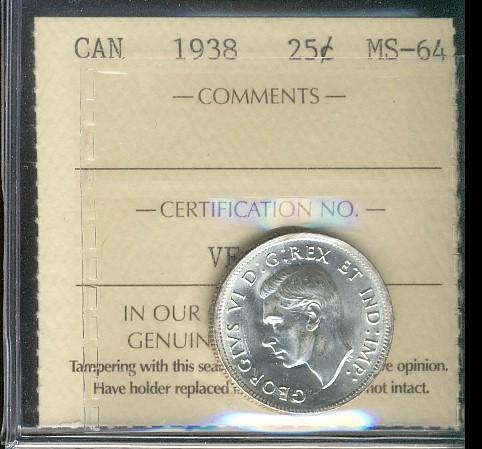 CAN 1938 25¢ MS-64
— COMMENTS —
— CERTIFICATION NO. —
VE
IN OUR
GENUIN
Tampering with this sea e opinion.
Have holder replaced not intact.
GEORGIVS VI D:G:REX ET IND:IMP: